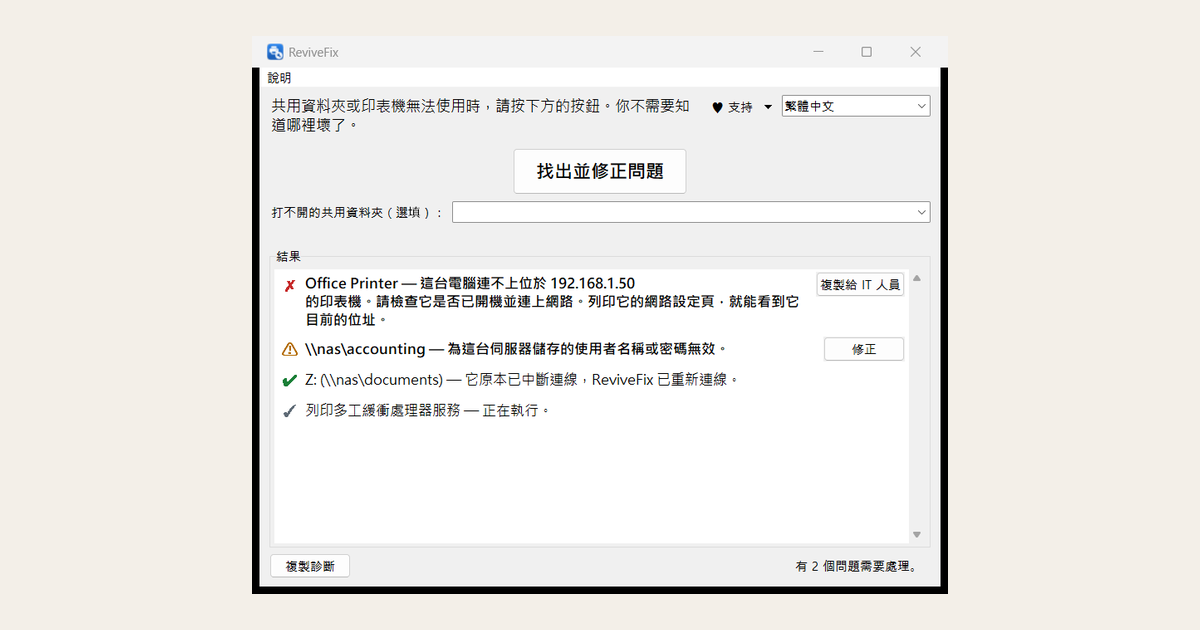 ReviveFix
說明
共用資料夾或印表機無法使用時，請按下方的按鈕。你不需要知
道哪裡壞了。
♥ 支持
繁體中文
找出並修正問題
打不開的共用資料夾（選填）：
結果
Office Printer — 這台電腦連不上位於 192.168.1.50
的印表機。請檢查它是否已開機並連上網路。列印它的網路設定頁，就能看到它
目前的位址。
複製給 IT 人員
\\nas\accounting — 為這台伺服器儲存的使用者名稱或密碼無效。
修正
Z: (\\nas\documents) — 它原本已中斷連線，ReviveFix 已重新連線。
列印多工緩衝處理器服務 — 正在執行。
複製診斷
有 2 個問題需要處理。